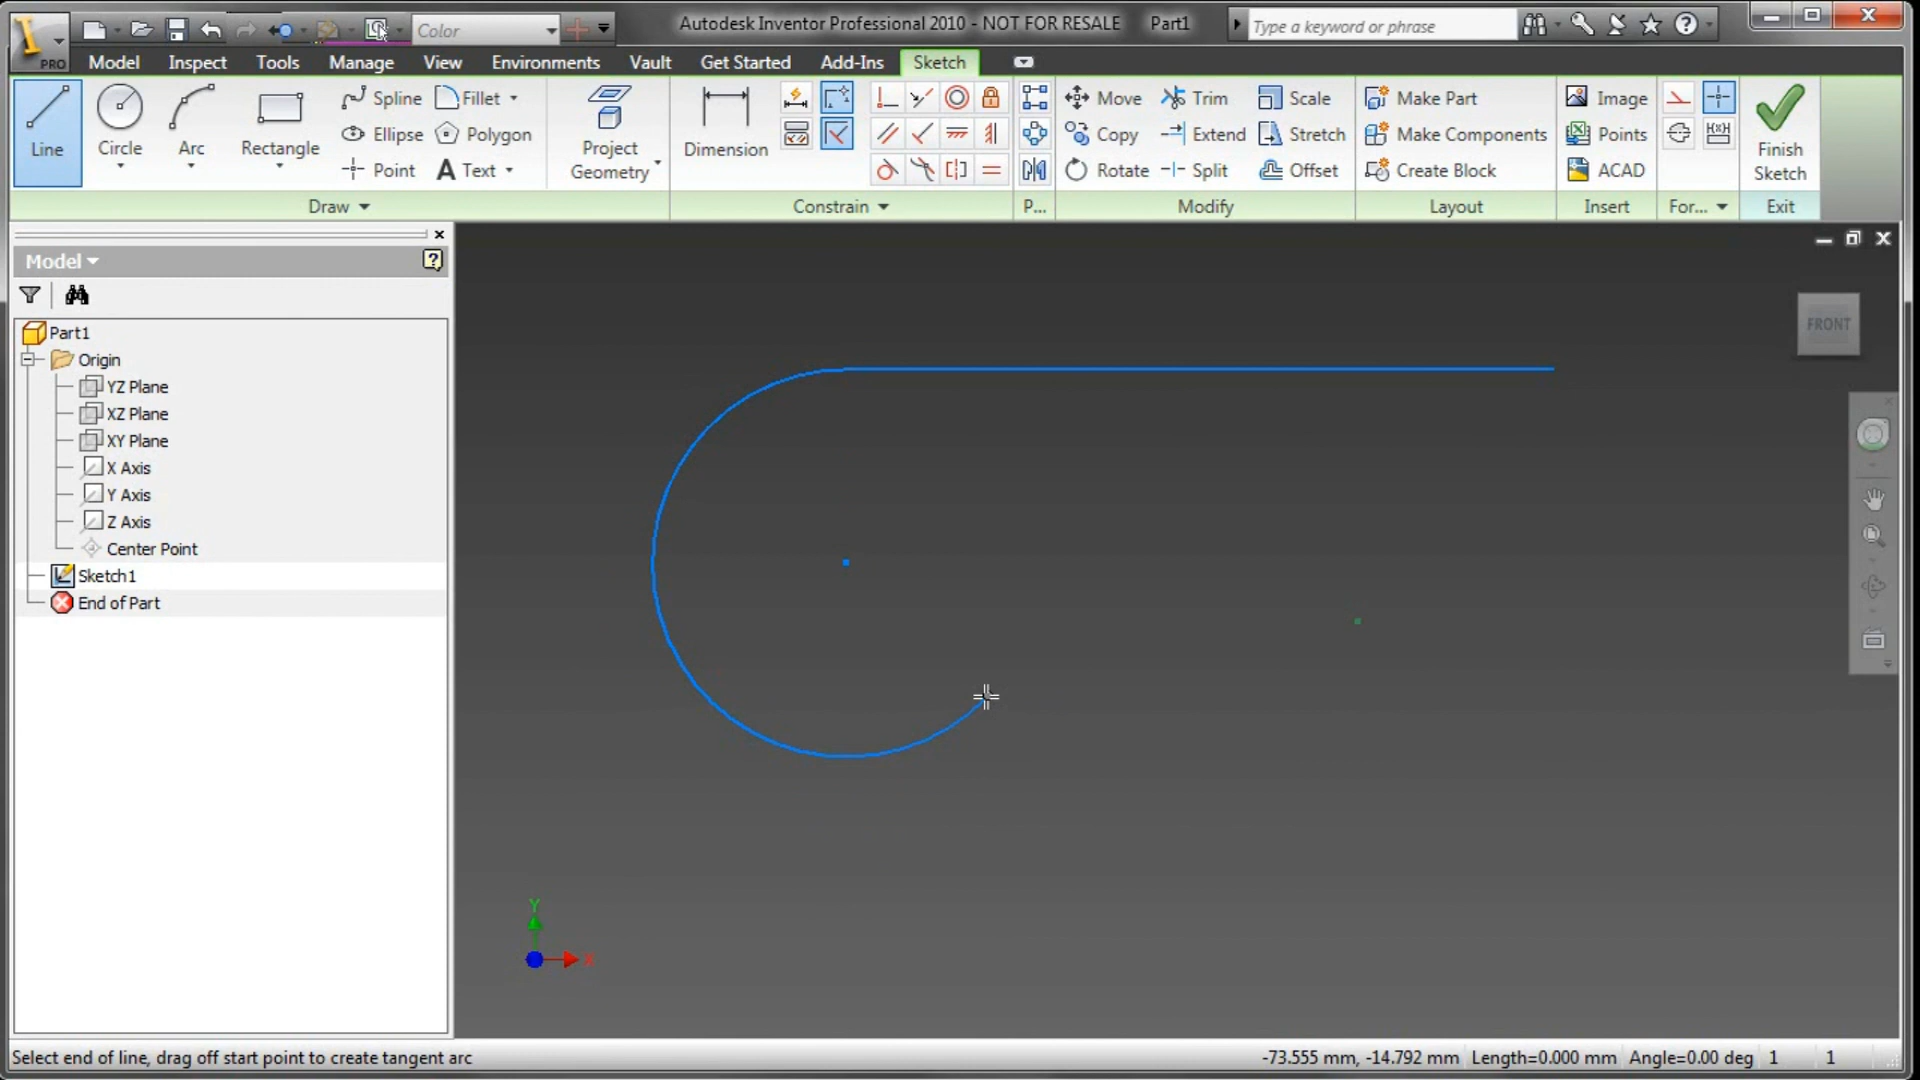 Color
Autodesk Inventor Professional 2010 - NOT FOR RESALE Part1
Type a keyword or phrase
PRO
Model Inspect Tools Manage View Environments Vault Get Started Add-Ins Sketch
Line
Circle
Arc
Rectangle
Spline
Fillet
Ellipse
Polygon
Point
Text
Project Geometry
Dimension
Move
Trim
Scale
Copy
Extend
Stretch
Rotate
Split
Offset
Make Part
Make Components
Create Block
Image
Points
ACAD
Finish Sketch
Draw
Constrain
P...
Modify
Layout
Insert
For...
Exit
Model
Part1
Origin
YZ Plane
XZ Plane
XY Plane
X Axis
Y Axis
Z Axis
Center Point
Sketch1
End of Part
FRONT
Y
X
Select end of line, drag off start point to create tangent arc
-73.555 mm, -14.792 mm Length=0.000 mm Angle=0.00 deg 1 1